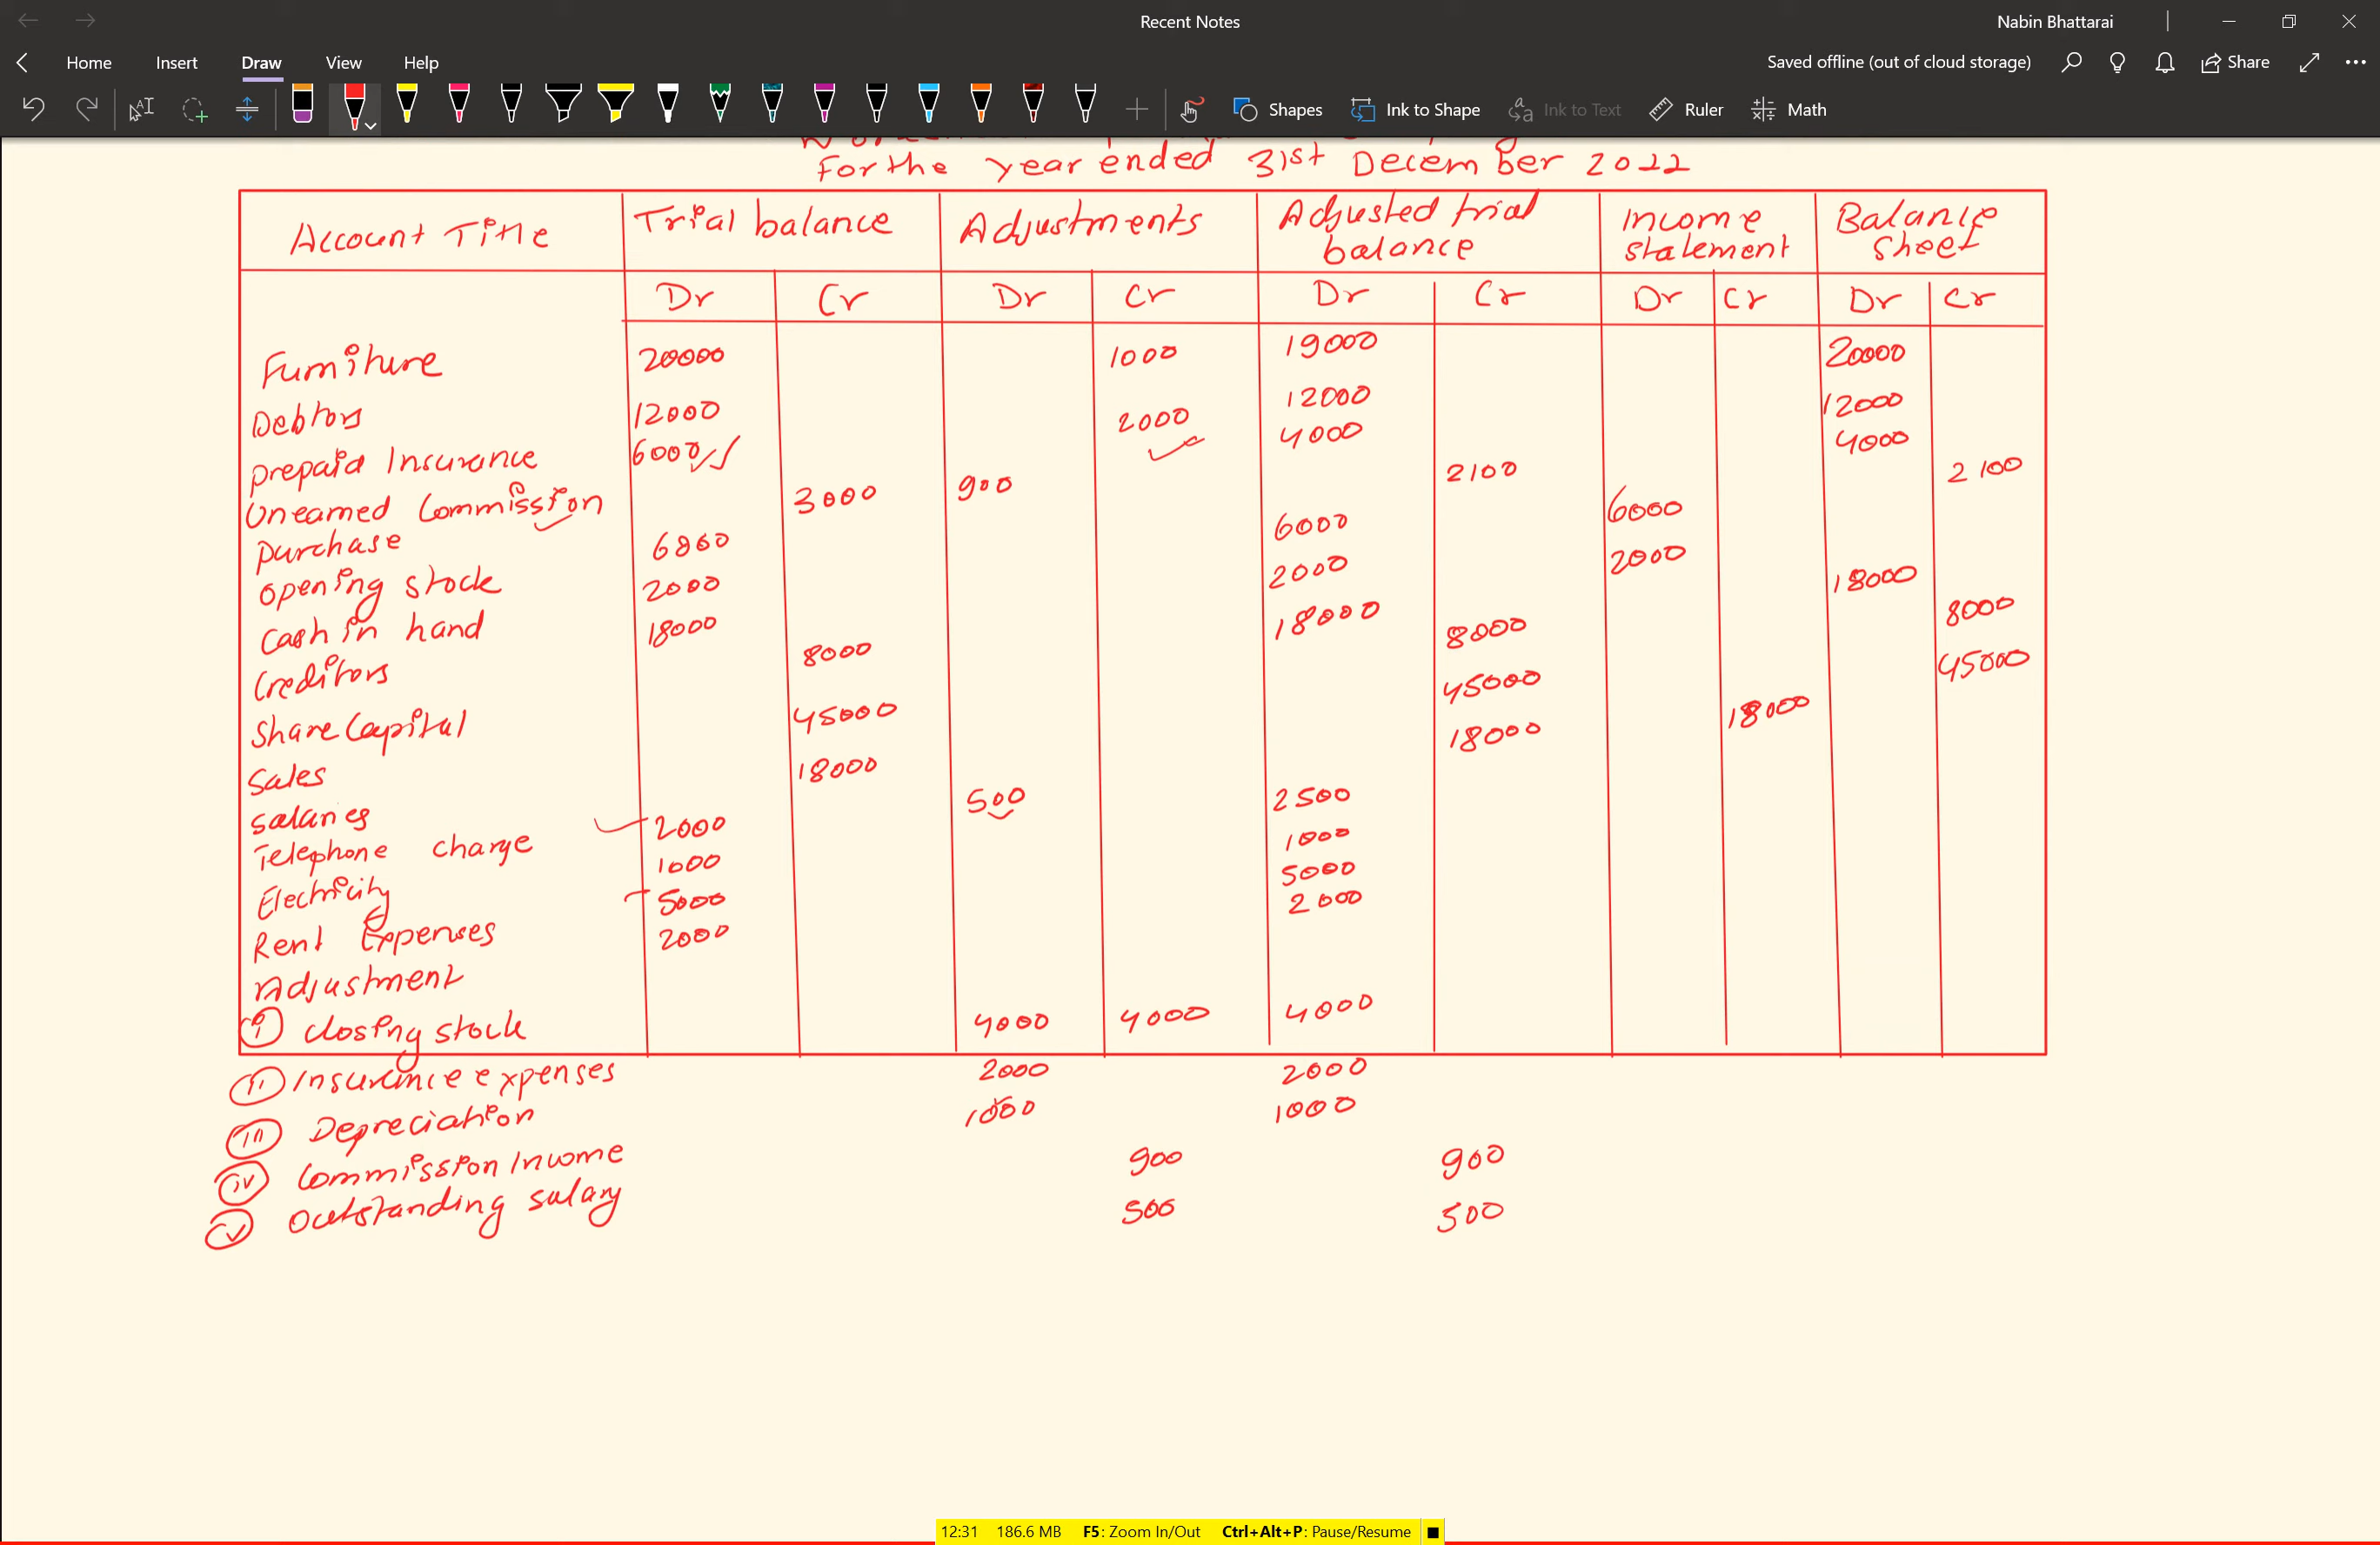 Recent Notes
Nabin Bhattarai
Home Insert Draw View Help
Saved offline (out of cloud storage) Share
Shapes Ink to Shape Ink to Text Ruler Math
For the year ended 31st December 2022
Account Title Trial balance Adjustments Adjusted trial balance Income statement Balance sheet
Dr Cr Dr Cr Dr Cr Dr Cr Dr Cr
Furniture 20000 1000 19000 20000
Debtors 12000 12000 12000
prepaid Insurance 6000 2000 4000 4000
Unearned Commission 3000 900 2100 2100
purchase 6000 6000 6000
opening stock 2000 2000 2000
Cash in hand 18000 18000 18000
Creditors 8000 8000 8000
Share Capital 45000 45000 45000
Sales 18000 18000 18000
Salaries 2000 500 2500
Telephone charge 1000 1000
Electricity 5000 5000
Rent Expenses 2000 2000
Adjustment
(i) closing stock 4000 4000 4000
(ii) Insurance expenses 2000 2000
(iii) Depreciation 1000 1000
(iv) Commission Income 900 900
(v) Outstanding salary 500 500
12:31 186.6 MB F5: Zoom In/Out Ctrl+Alt+P: Pause/Resume